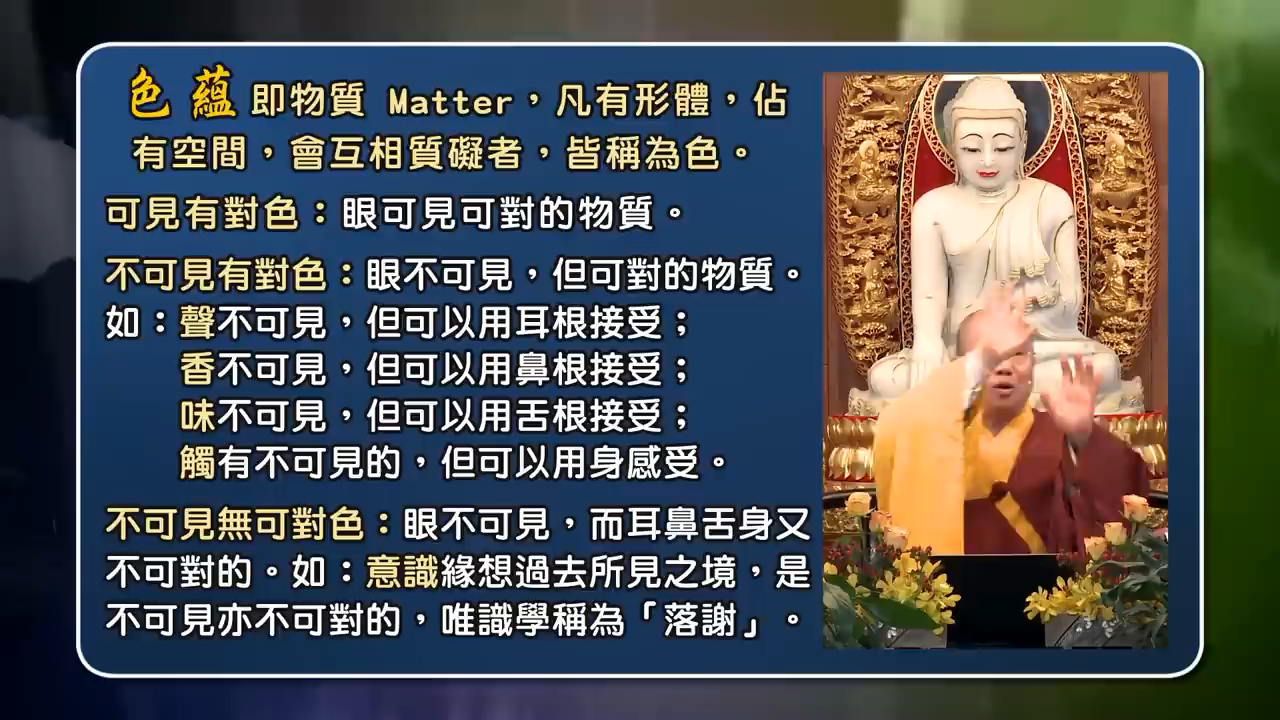 色蘊即物質 Matter，凡有形體，佔
有空間，會互相質礙者，皆稱為色。
可見有對色：眼可見可對的物質。
不可見有對色：眼不可見，但可對的物質。
如：聲不可見，但可以用耳根接受；
香不可見，但可以用鼻根接受；
味不可見，但可以用舌根接受；
觸有不可見的，但可以用身感受。
不可見無可對色：眼不可見，而耳鼻舌身又
不可對的。如：意識緣想過去所見之境，是
不可見亦不可對的，唯識學稱為「落謝」。